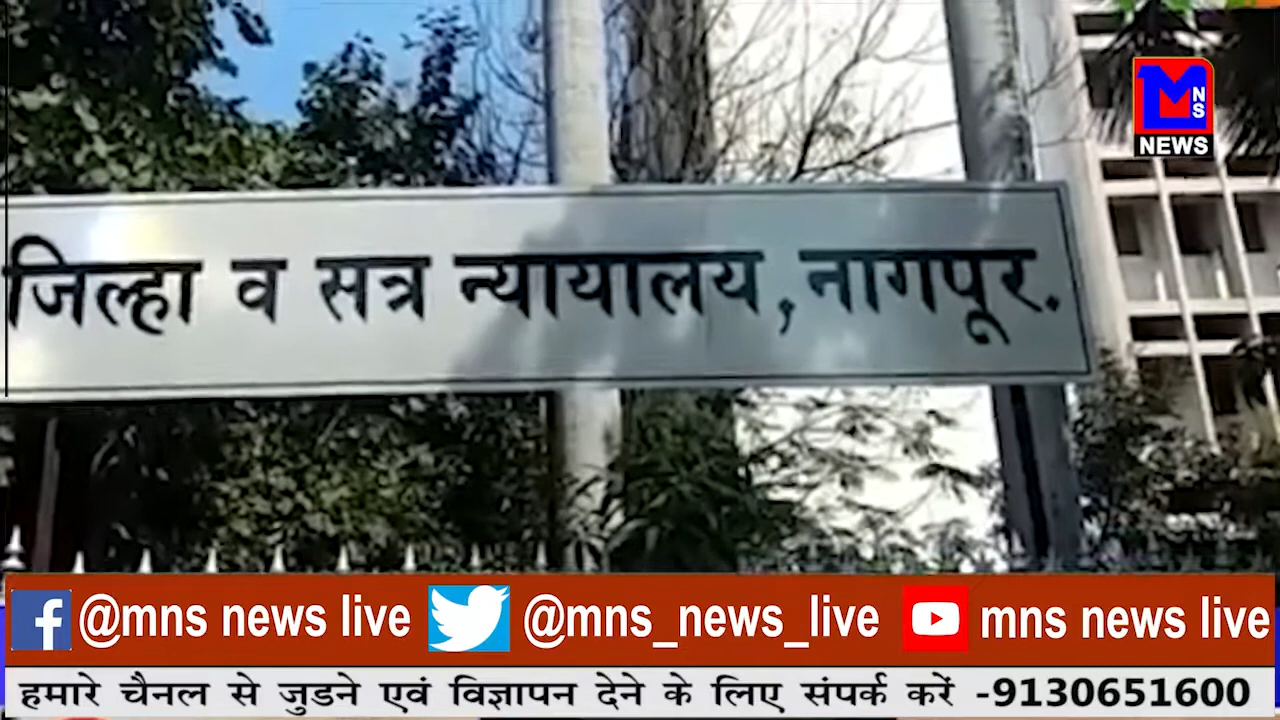 MNS
NEWS
जिल्हा व सत्र न्यायालय, नागपूर.
f @mns news live @mns_news_live mns news live
हमारे चैनल से जुडने एवं विज्ञापन देने के लिए संपर्क करें -9130651600